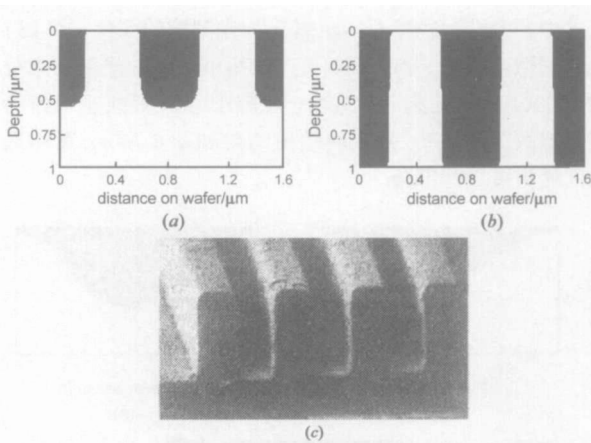 0
0.25
0.5
0.75
1
Depth/μm
0 0.4 0.8 1.2 1.6
distance on wafer/μm
(a)
0
0.25
0.5
0.75
1
Depth/μm
0 0.4 0.8 1.2 1.6
distance on wafer/μm
(b)
(c)